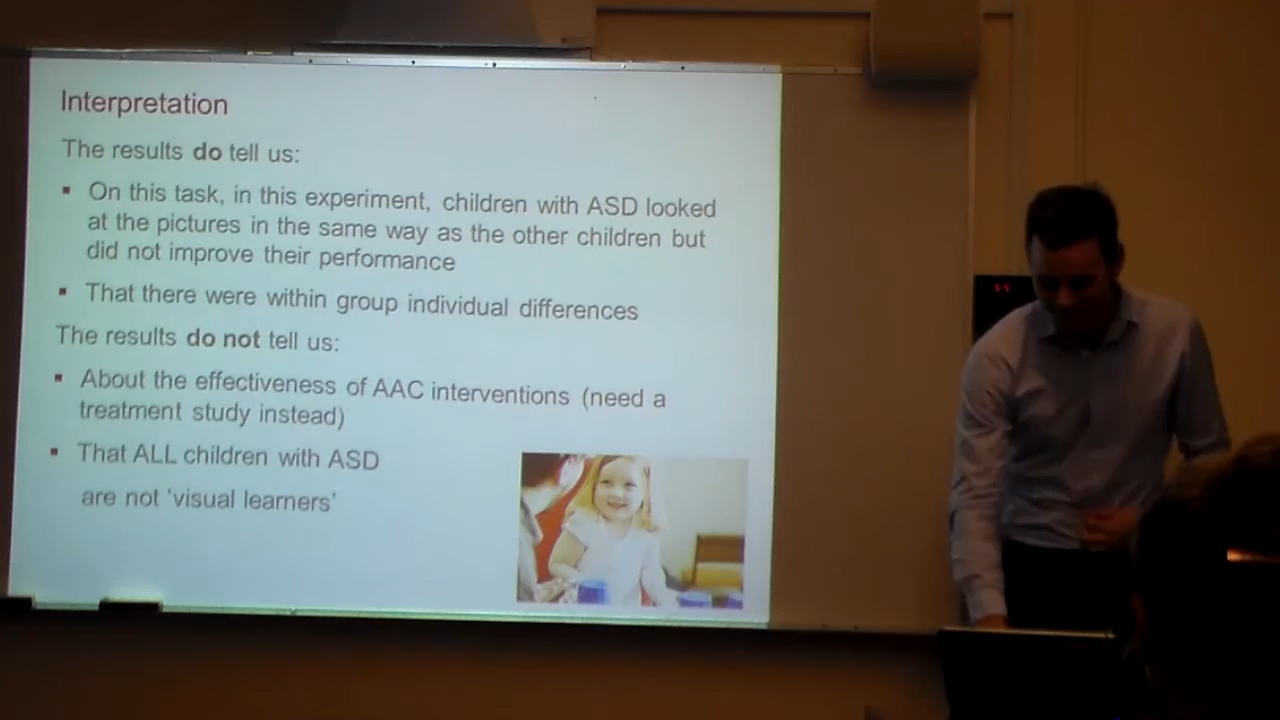 Interpretation
The results do tell us:
▪ On this task, in this experiment, children with ASD looked
at the pictures in the same way as the other children but
did not improve their performance
▪ That there were within group individual differences
The results do not tell us:
▪ About the effectiveness of AAC interventions (need a
treatment study instead)
▪ That ALL children with ASD
are not 'visual learners'